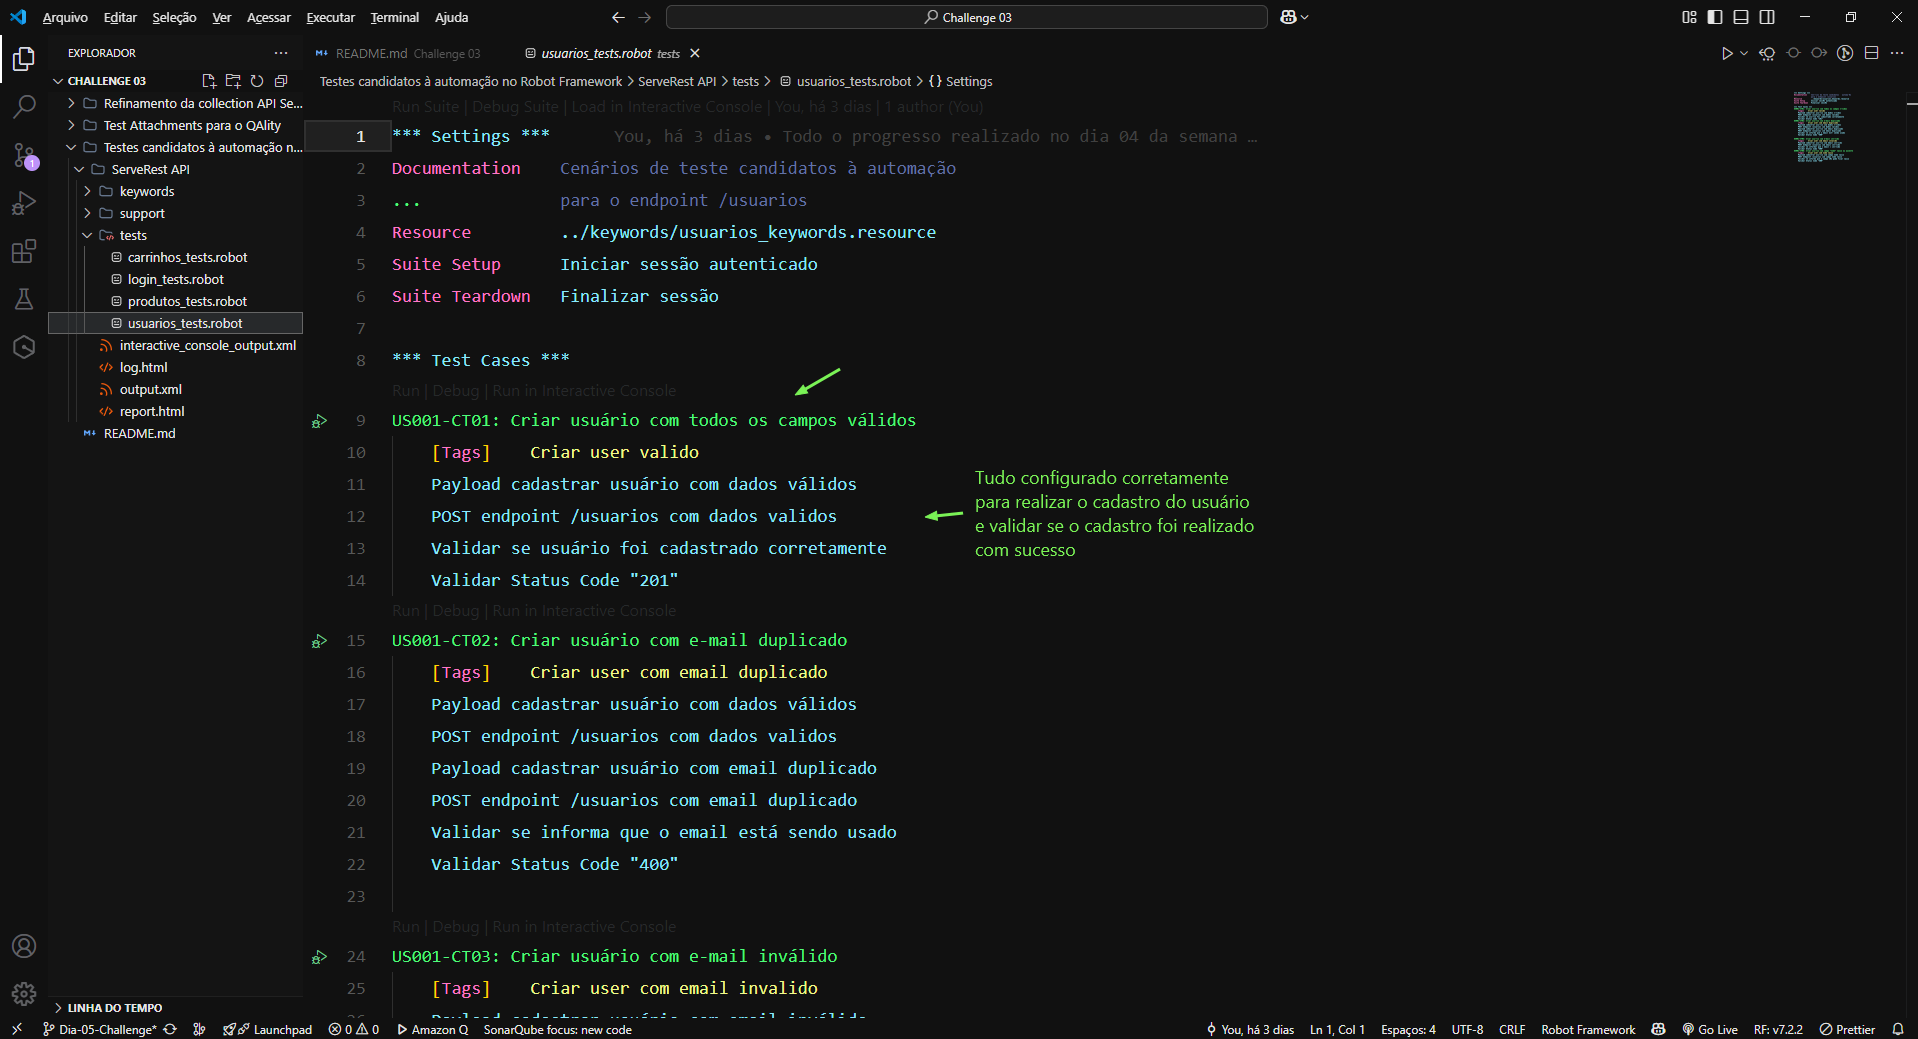 Arquivo Editar Seleção Ver Acessar Executar Terminal Ajuda
Challenge 03
EXPLORADOR
CHALLENGE 03
Refinamento da collection API Se...
Test Attachments para o QAlity
Testes candidatos à automação n...
ServeRest API
keywords
support
tests
carrinhos_tests.robot
login_tests.robot
produtos_tests.robot
usuarios_tests.robot
interactive_console_output.xml
log.html
output.xml
report.html
README.md
LINHA DO TEMPO
README.md Challenge 03
usuarios_tests.robot tests
Testes candidatos à automação no Robot Framework > ServeRest API > tests > usuarios_tests.robot > {} Settings
Run Suite | Debug Suite | Load in Interactive Console | You, há 3 dias | 1 author (You)
1 *** Settings *** You, há 3 dias • Todo o progresso realizado no dia 04 da semana …
2 Documentation Cenários de teste candidatos à automação
3 ... para o endpoint /usuarios
4 Resource ../keywords/usuarios_keywords.resource
5 Suite Setup Iniciar sessão autenticado
6 Suite Teardown Finalizar sessão
7
8 *** Test Cases ***
Run | Debug | Run in Interactive Console
9 US001-CT01: Criar usuário com todos os campos válidos
10 [Tags] Criar user valido
11 Payload cadastrar usuário com dados válidos
12 POST endpoint /usuarios com dados validos
13 Validar se usuário foi cadastrado corretamente
14 Validar Status Code "201"
Tudo configurado corretamente
para realizar o cadastro do usuário
e validar se o cadastro foi realizado
com sucesso
Run | Debug | Run in Interactive Console
15 US001-CT02: Criar usuário com e-mail duplicado
16 [Tags] Criar user com email duplicado
17 Payload cadastrar usuário com dados válidos
18 POST endpoint /usuarios com dados validos
19 Payload cadastrar usuário com email duplicado
20 POST endpoint /usuarios com email duplicado
21 Validar se informa que o email está sendo usado
22 Validar Status Code "400"
23
Run | Debug | Run in Interactive Console
24 US001-CT03: Criar usuário com e-mail inválido
25 [Tags] Criar user com email invalido
26 Payload cadastrar usuário com email inválido
1
Dia-05-Challenge* Launchpad 0 0 Amazon Q SonarQube focus: new code
You, há 3 dias Ln 1, Col 1 Espaços: 4 UTF-8 CRLF Robot Framework Go Live RF: v7.2.2 Prettier